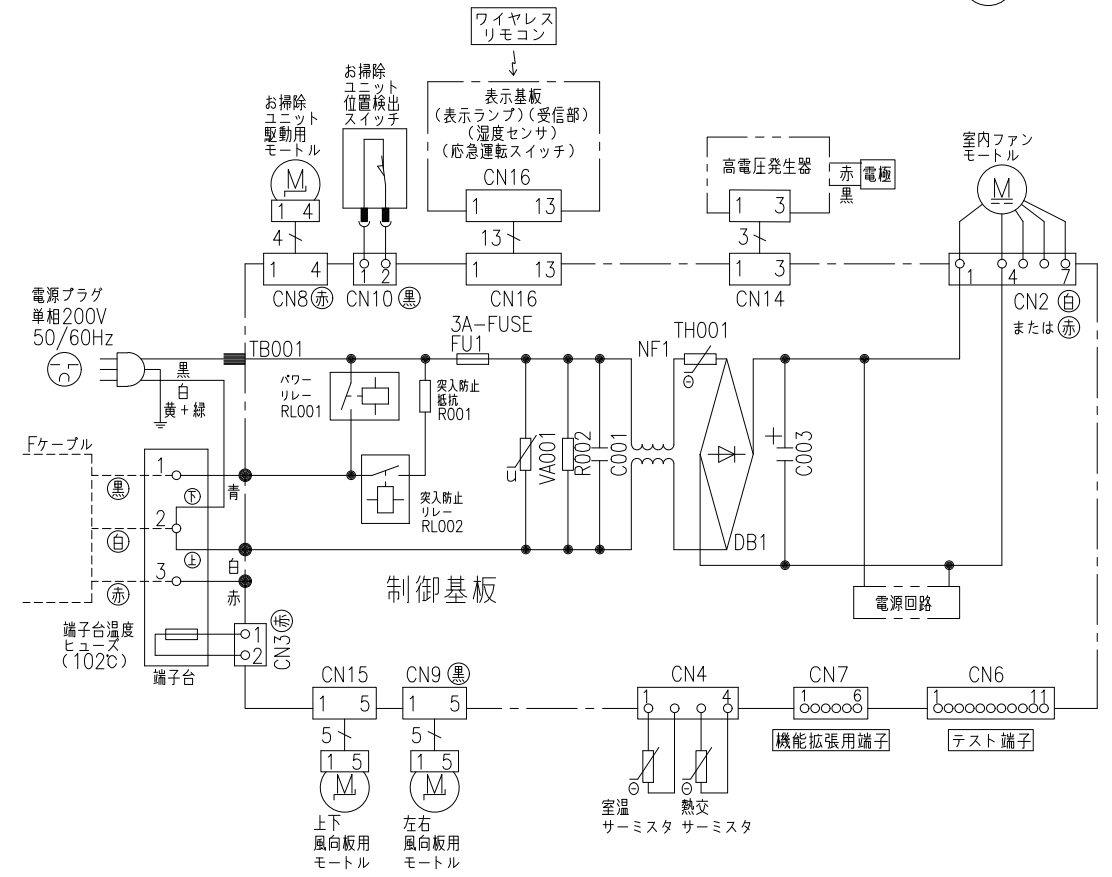 ワイヤレス
リモコン
お掃除
ユニット
位置検出
スイッチ
お掃除
ユニット
駆動用
モートル
M
1 4
4
表示基板
(表示ランプ)(受信部)
(湿度センサ)
(応急運転スイッチ)
CN16
1 13
13
高電圧発生器
赤
黒
電極
1 3
3
室内ファン
モートル
M
1 4
CN8 赤
1 2
CN10 黒
1 13
CN16
1 3
CN14
1 4 7
CN2 白
または 赤
電源プラグ
単相200V
50/60Hz
黒
白
黄+緑
TB001
パワー
リレー
RL001
3A-FUSE
FU1
突入防止
抵抗
R001
突入防止
リレー
RL002
VA001
R002
C001
NF1
TH001
DB1
C003
電源回路
Fケーブル
黒
白
赤
1
2
3
下
上
青
白
赤
制御基板
端子台温度
ヒューズ
(102℃)
端子台
1
2
CN3 赤
CN15
1 5
5
1 5
M
上下
風向板用
モートル
CN9 黒
1 5
5
1 5
M
左右
風向板用
モートル
CN4
1 4
室温
サーミスタ
熱交
サーミスタ
CN7
1 6
機能拡張用端子
CN6
1 11
テスト端子